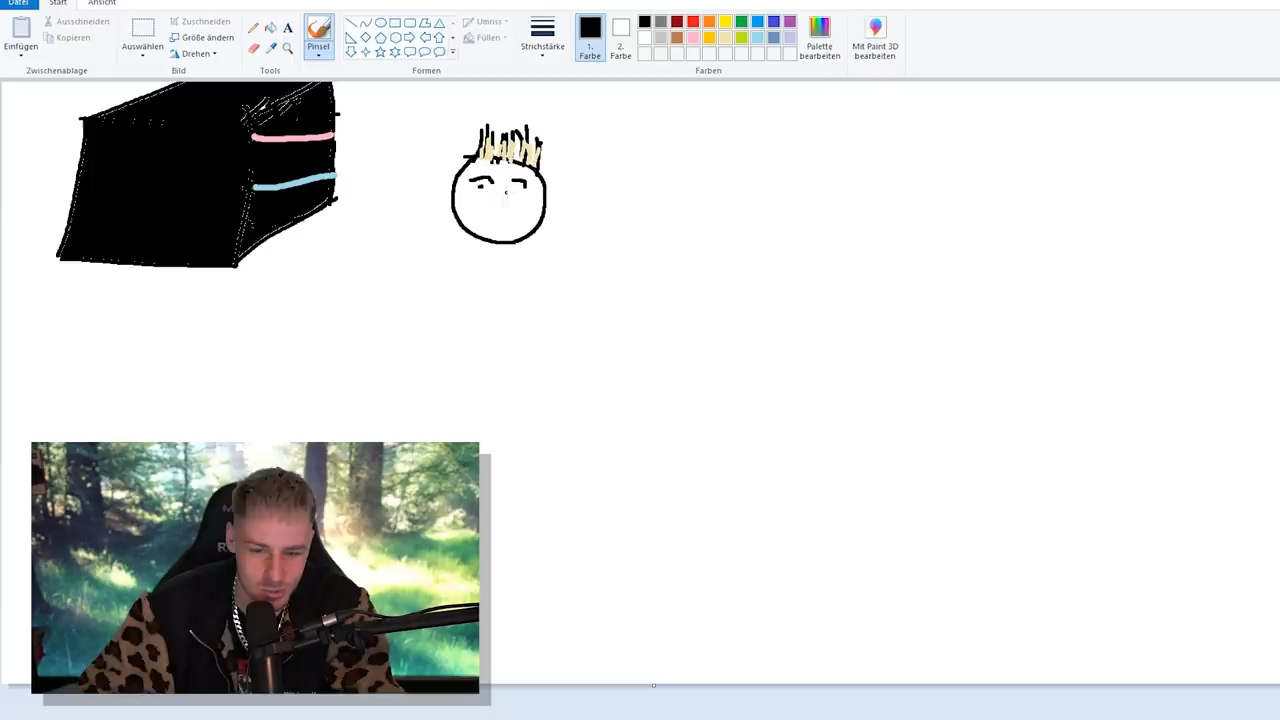 Datei Start Ansicht
Einfügen
Ausschneiden
Kopieren
Zwischenablage
Auswählen
Zuschneiden
Größe ändern
Drehen
Bild
Tools
Pinsel
Formen
Umriss
Füllen
Strichstärke
1. Farbe
2. Farbe
Farben
Palette bearbeiten
Mit Paint 3D bearbeiten